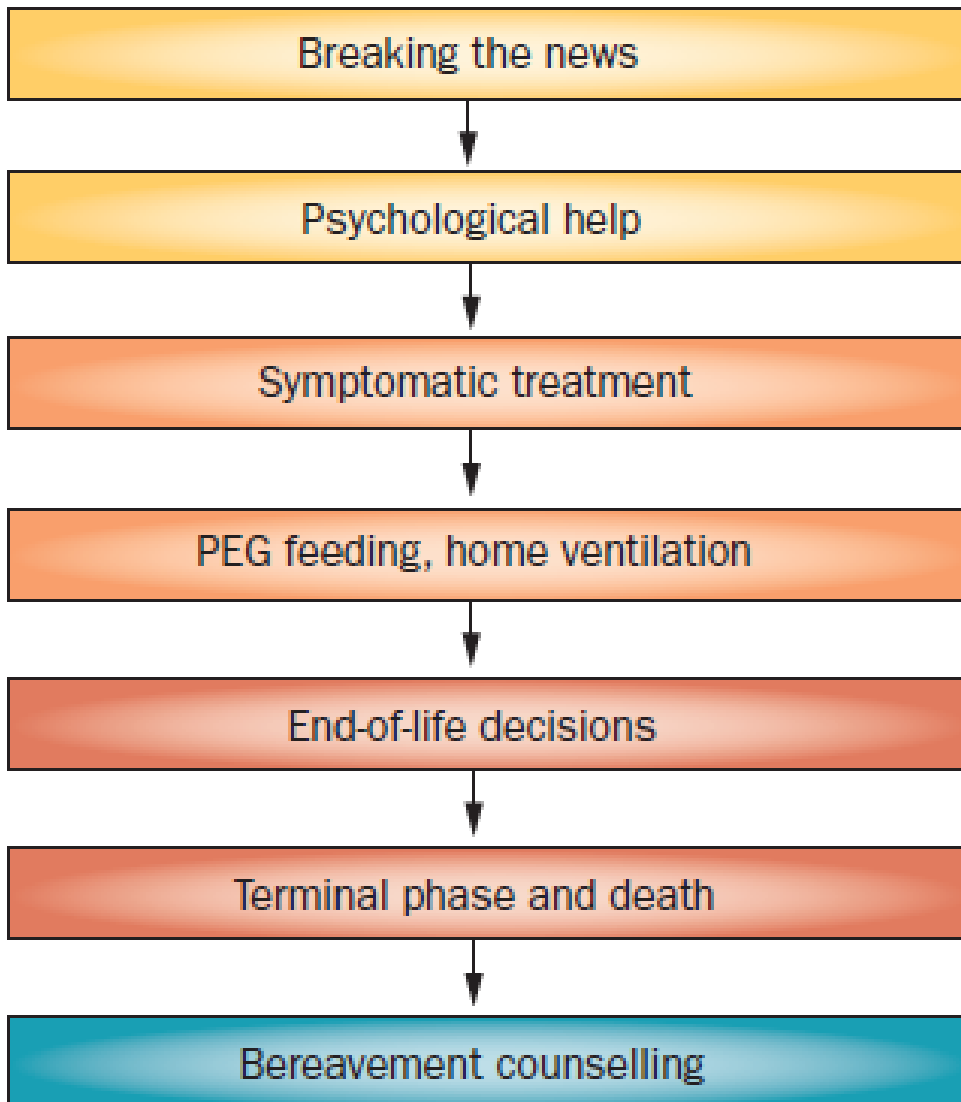 Breaking the news
Psychological help
Symptomatic treatment
PEG feeding, home ventilation
End-of-life decisions
Terminal phase and death
Bereavement counselling